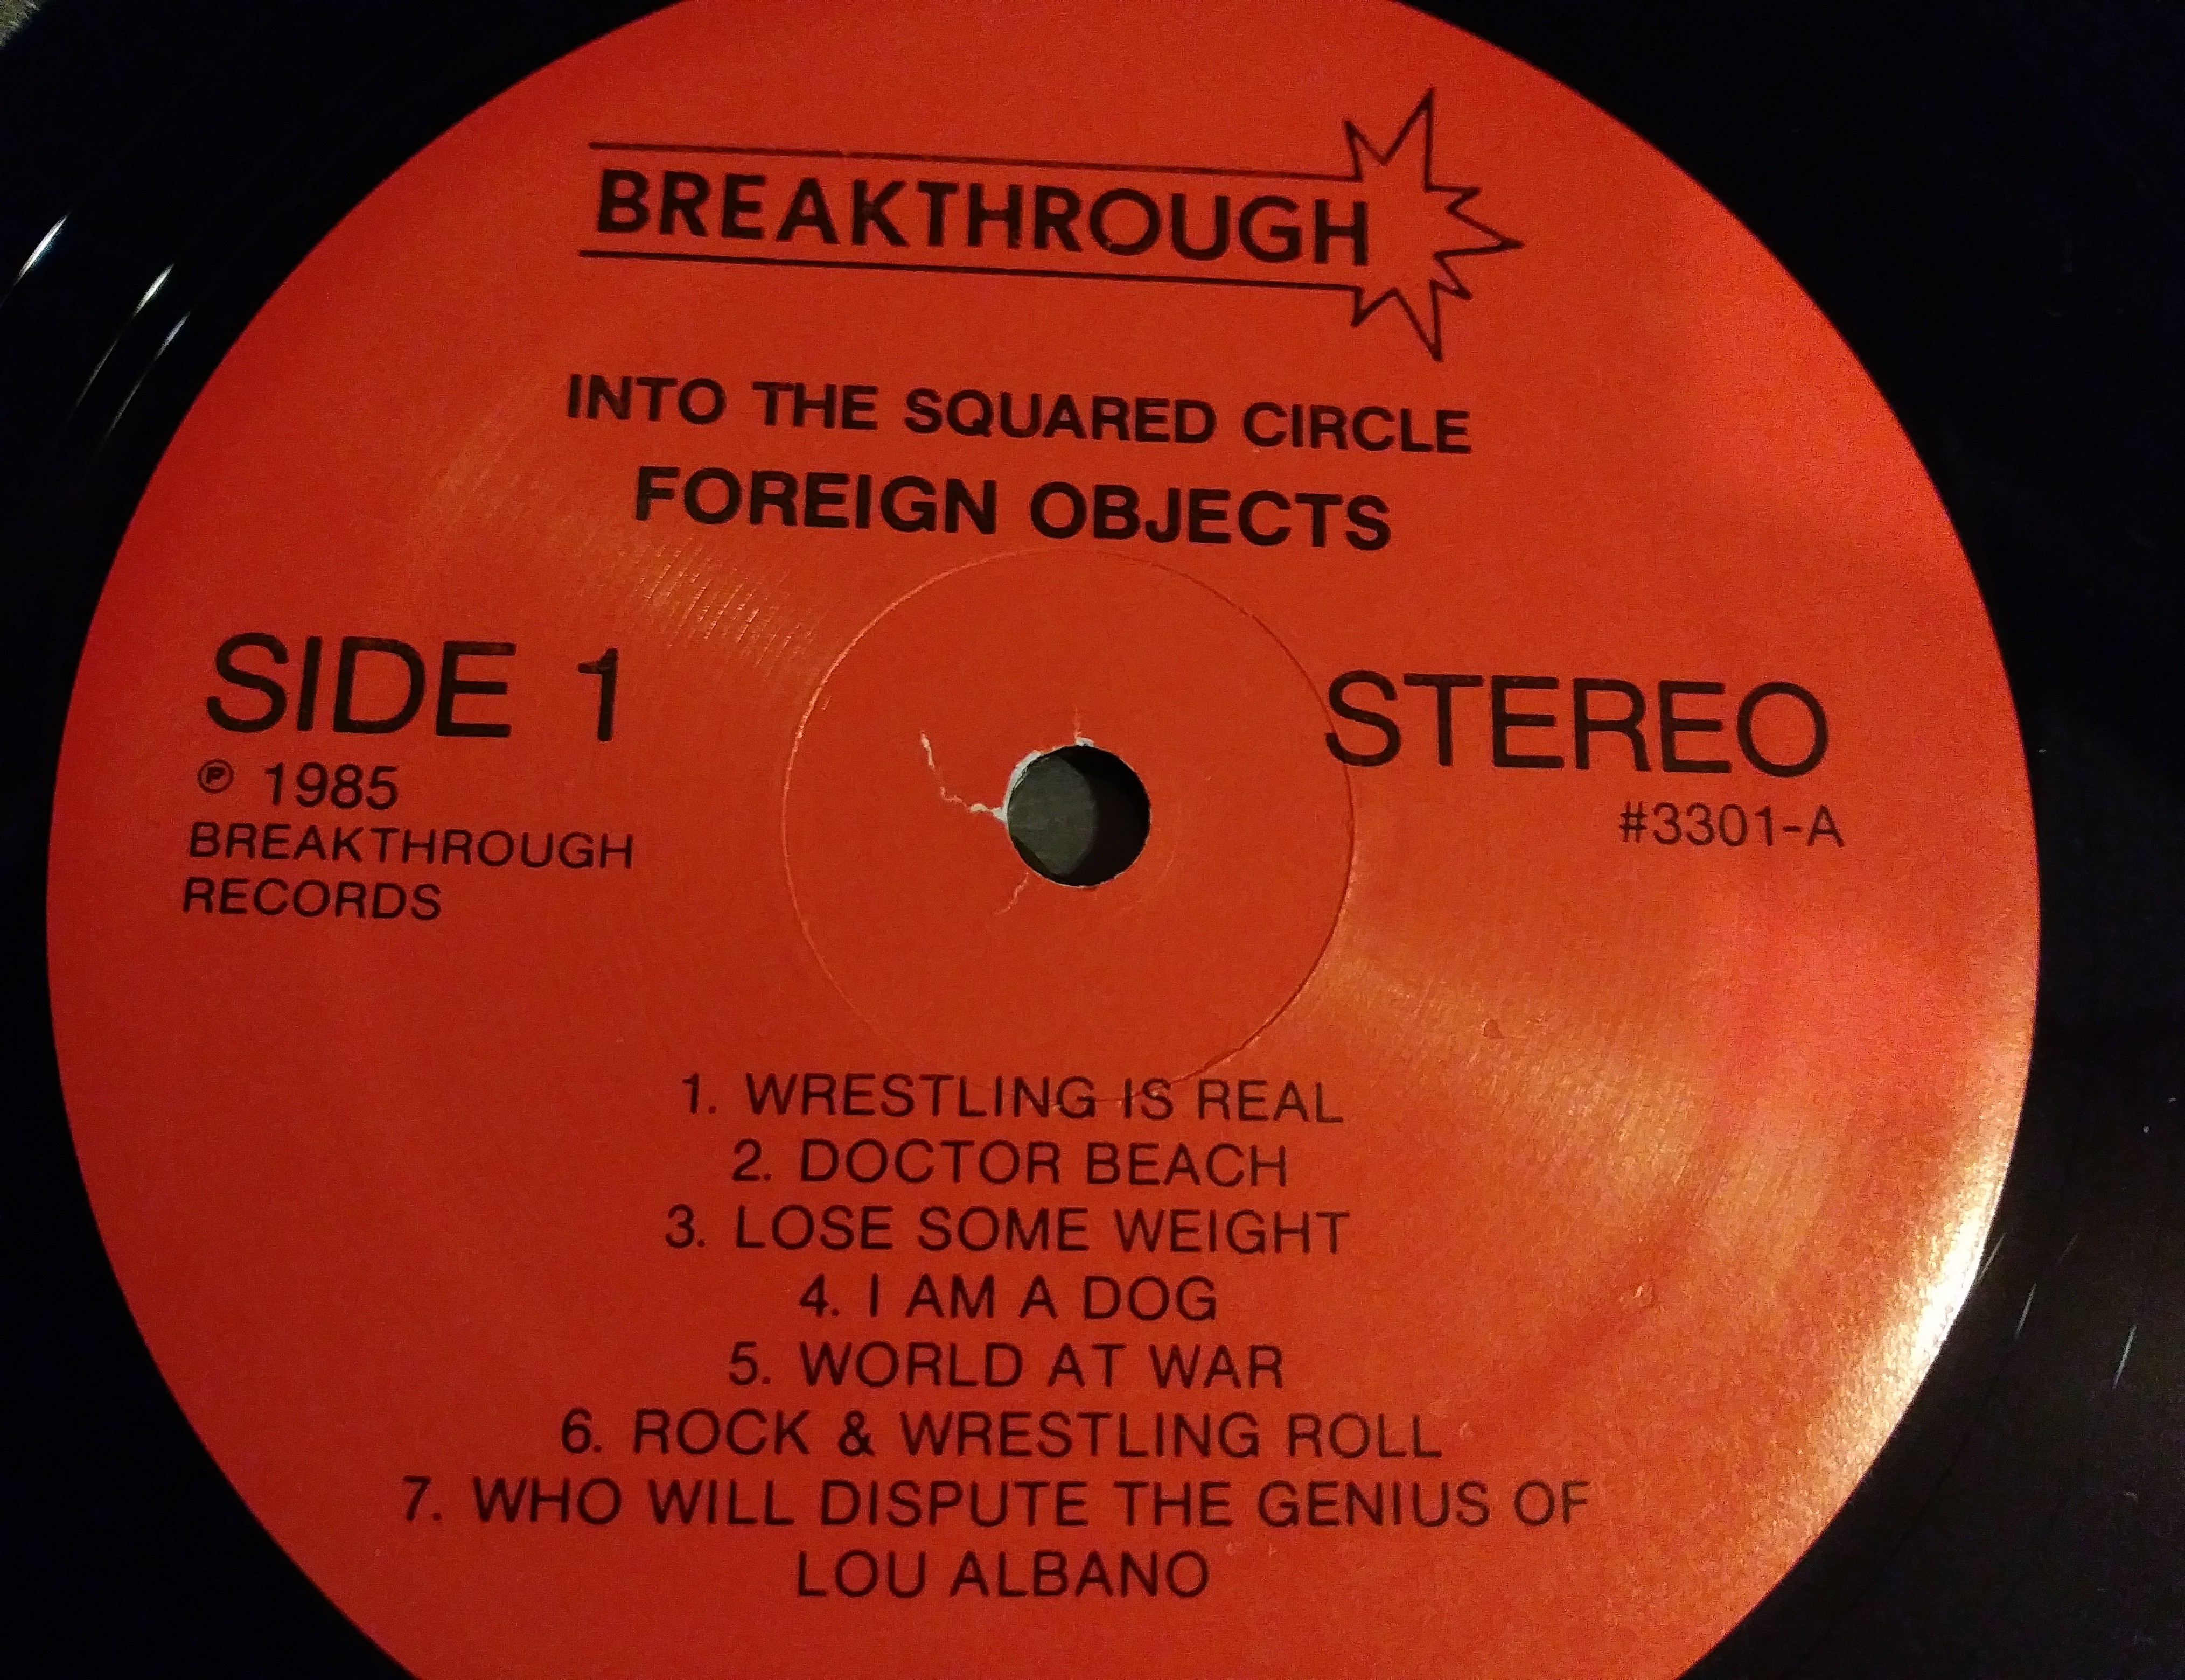 BREAKTHROUGH
INTO THE SQUARED CIRCLE
FOREIGN OBJECTS
SIDE 1
STEREO
℗ 1985
#3301-A
BREAKTHROUGH
RECORDS
1. WRESTLING IS REAL
2. DOCTOR BEACH
3. LOSE SOME WEIGHT
4. I AM A DOG
5. WORLD AT WAR
6. ROCK & WRESTLING ROLL
7. WHO WILL DISPUTE THE GENIUS OF
LOU ALBANO